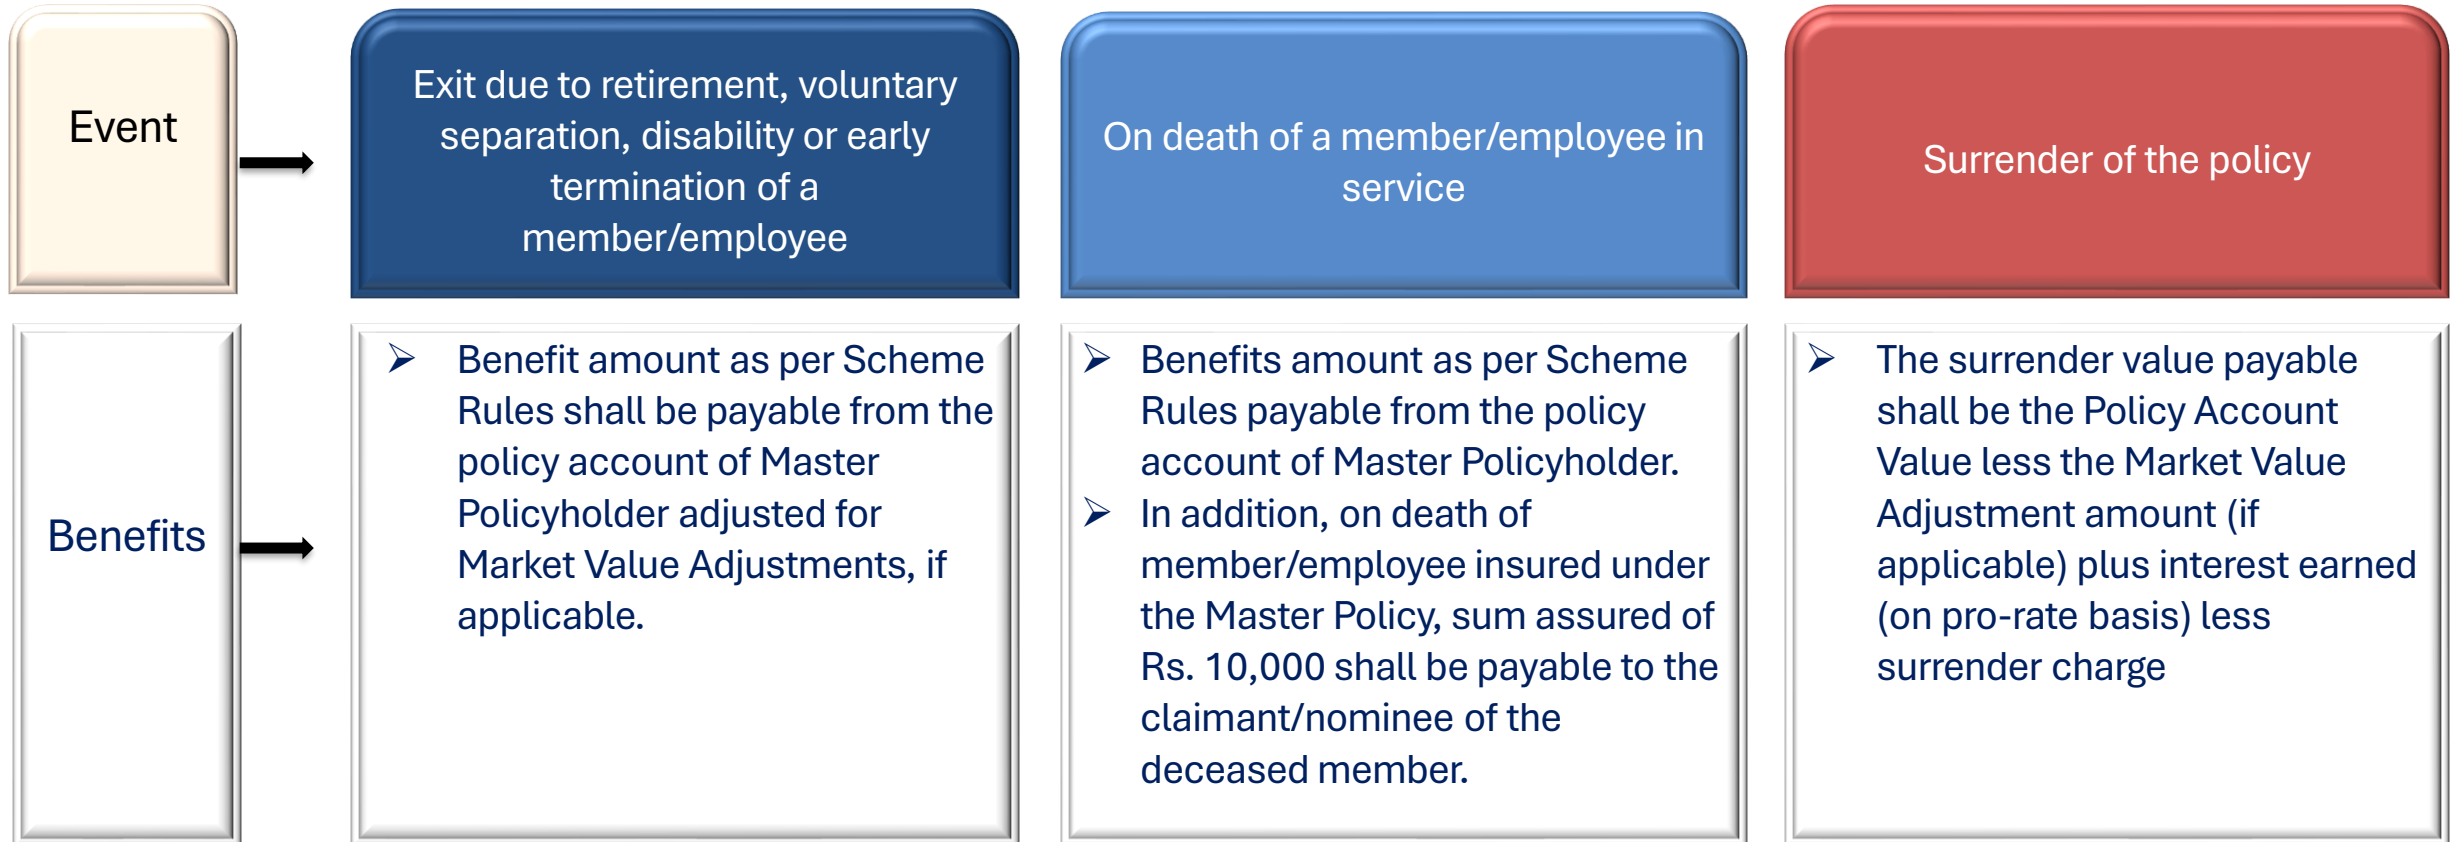 Event
Exit due to retirement, voluntary
separation, disability or early
termination of a
member/employee
On death of a member/employee in
service
Surrender of the policy
Benefits
➢ Benefit amount as per Scheme
Rules shall be payable from the
policy account of Master
Policyholder adjusted for
Market Value Adjustments, if
applicable.
➢ Benefits amount as per Scheme
Rules payable from the policy
account of Master Policyholder.
➢ In addition, on death of
member/employee insured under
the Master Policy, sum assured of
Rs. 10,000 shall be payable to the
claimant/nominee of the
deceased member.
➢ The surrender value payable
shall be the Policy Account
Value less the Market Value
Adjustment amount (if
applicable) plus interest earned
(on pro-rate basis) less
surrender charge